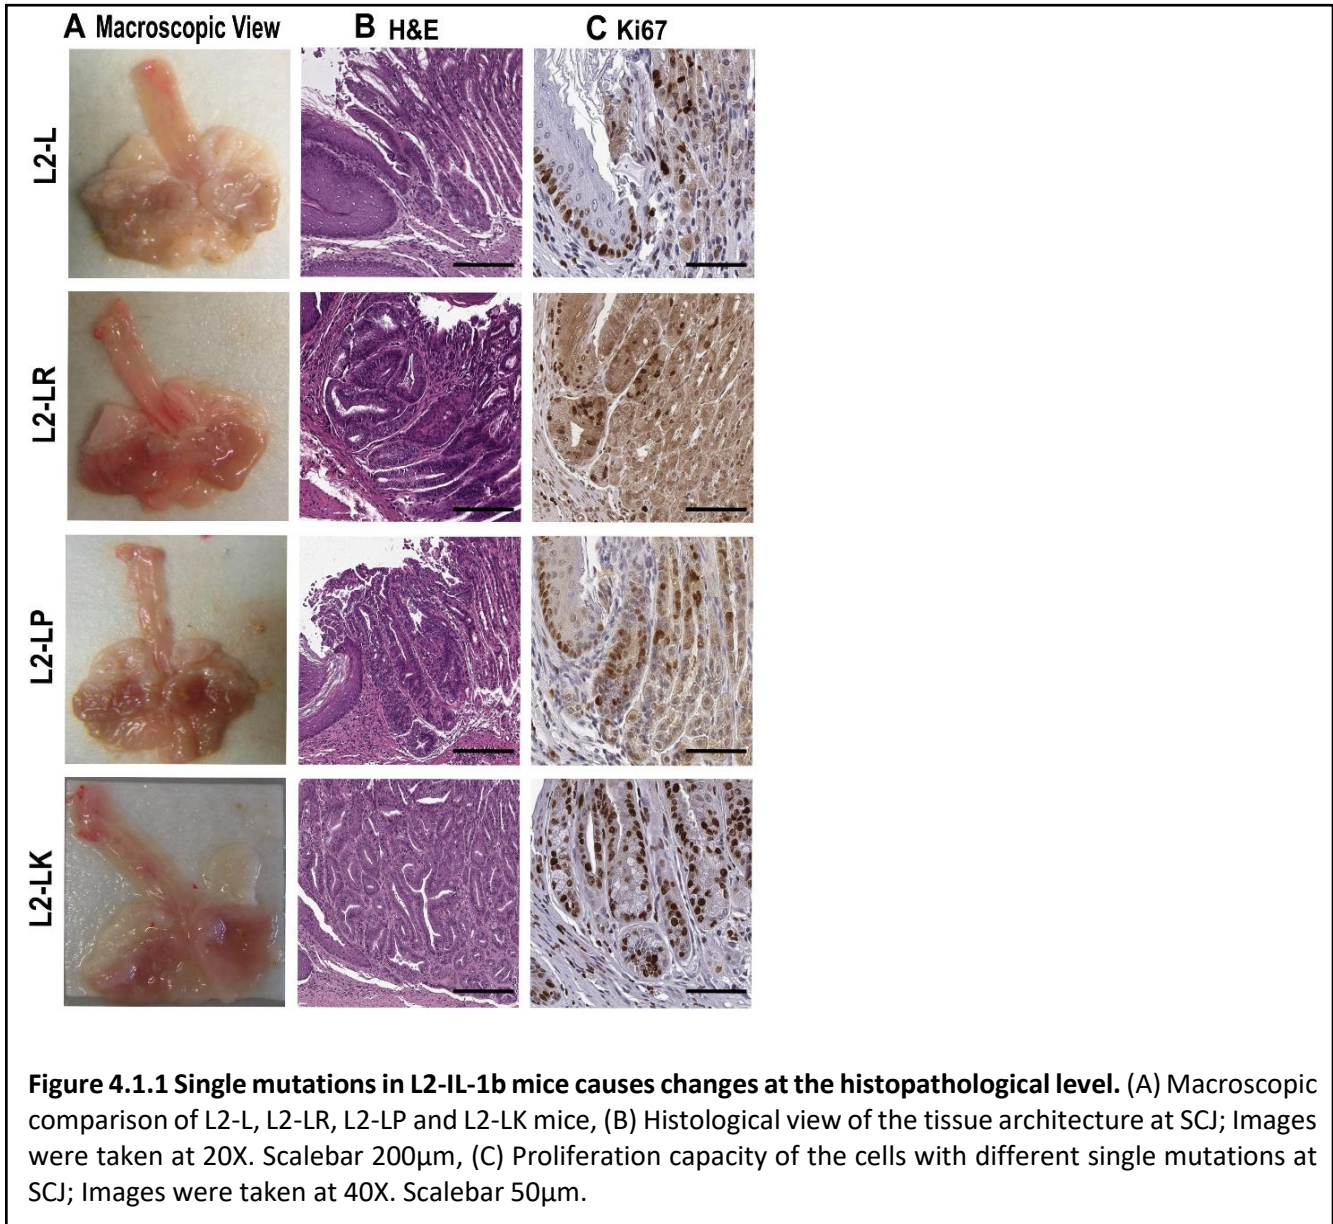 A Macroscopic View
B H&E
C Ki67
L2-L
L2-LR
L2-LP
L2-LK
Figure 4.1.1 Single mutations in L2-IL-1b mice causes changes at the histopathological level. (A) Macroscopic
comparison of L2-L, L2-LR, L2-LP and L2-LK mice, (B) Histological view of the tissue architecture at SCJ; Images
were taken at 20X. Scalebar 200µm, (C) Proliferation capacity of the cells with different single mutations at
SCJ; Images were taken at 40X. Scalebar 50µm.